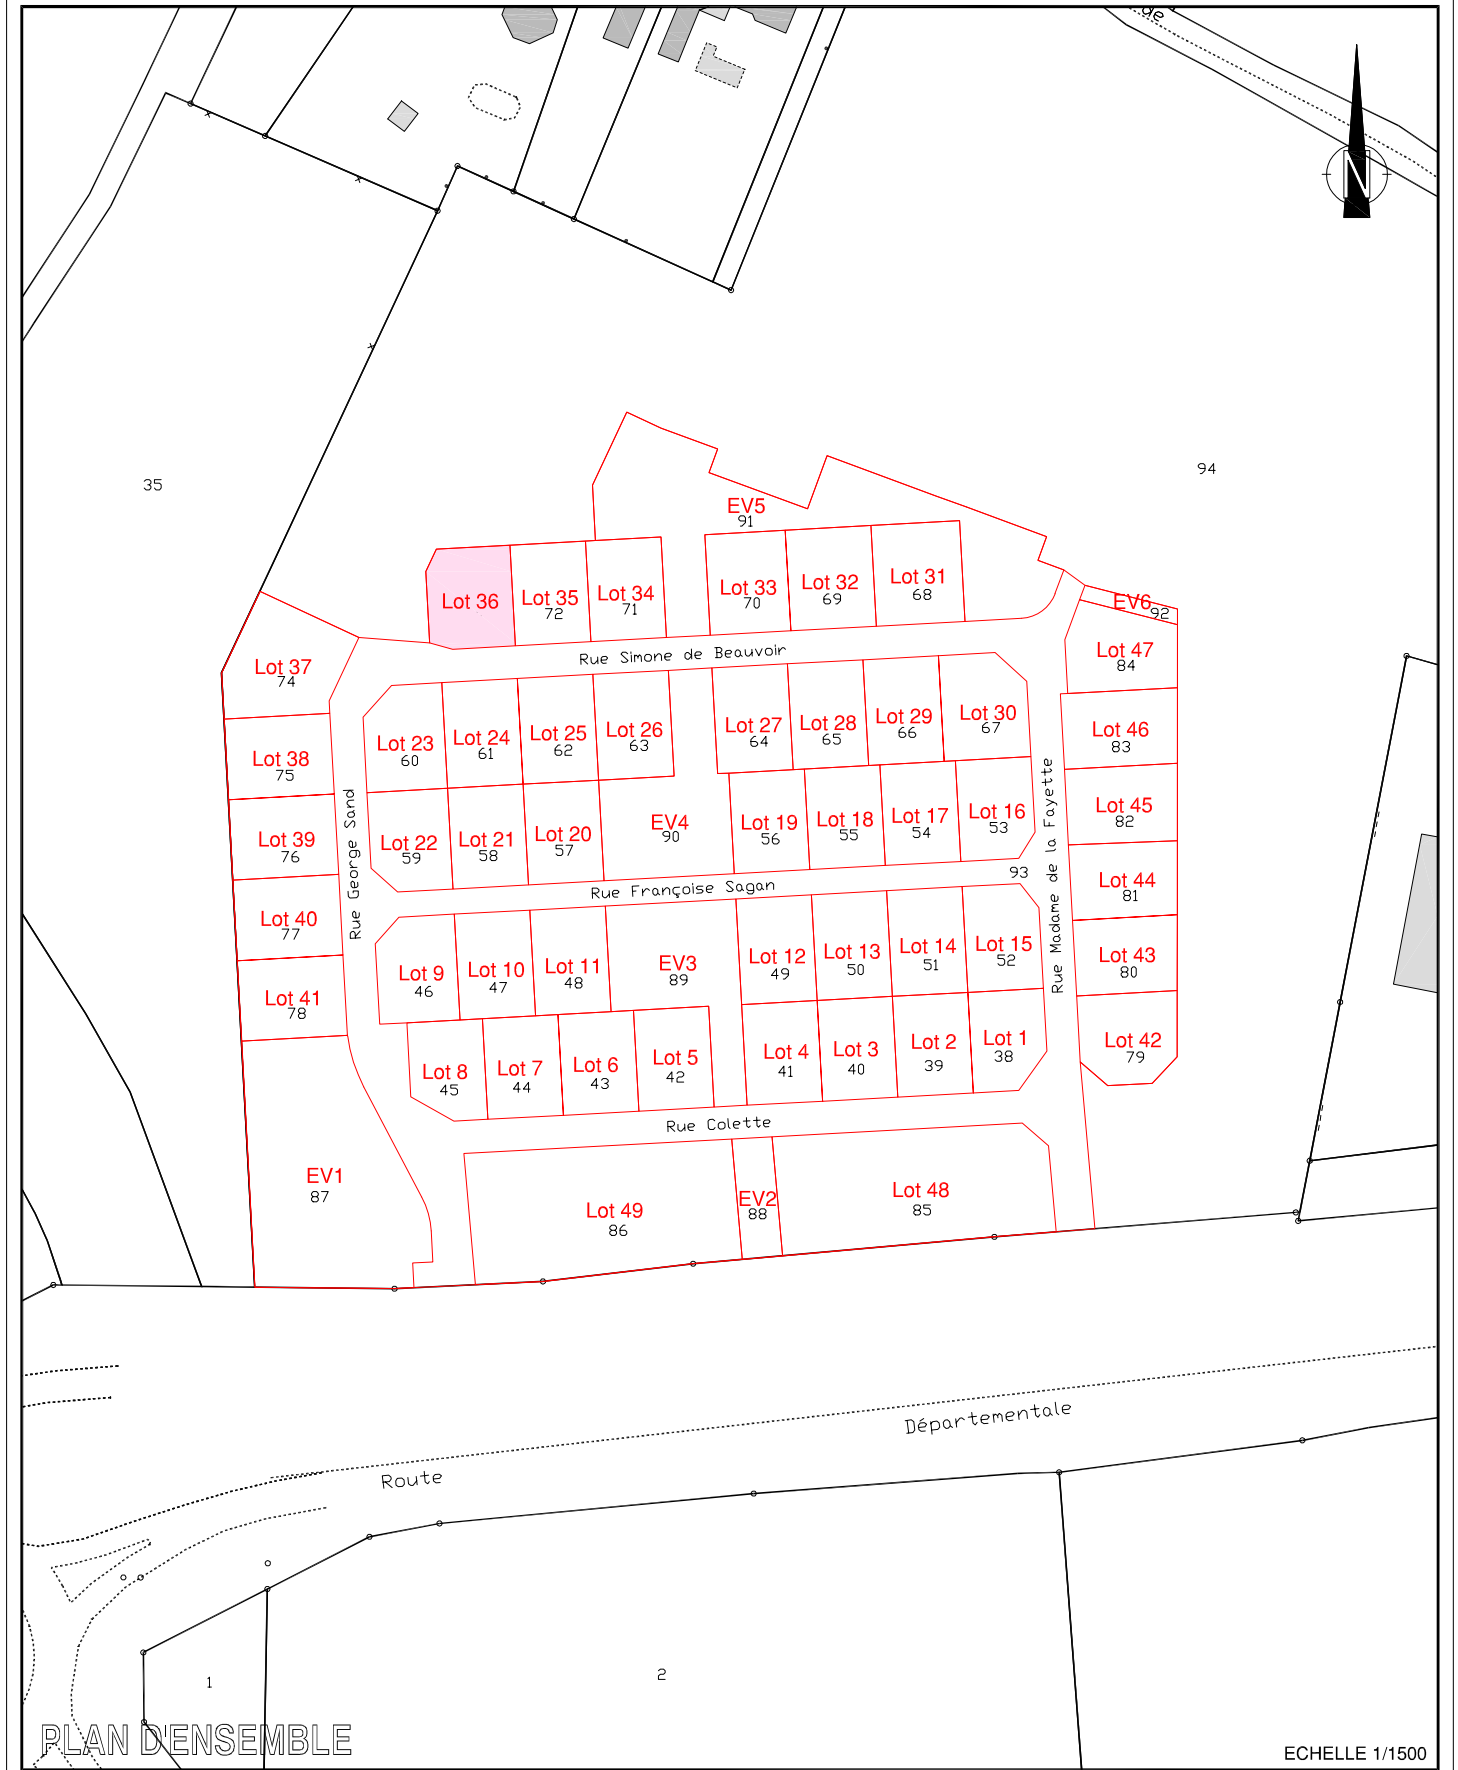 de
N
94
35
EV5
91
Lot 36
Lot 35
72
Lot 34
71
Lot 33
70
Lot 32
69
Lot 31
68
EV6
92
Lot 37
74
Rue Simone de Beauvoir
Lot 47
84
Lot 38
75
Lot 23
60
Lot 24
61
Lot 25
62
Lot 26
63
Lot 27
64
Lot 28
65
Lot 29
66
Lot 30
67
Lot 46
83
Lot 39
76
Rue George Sand
Lot 22
59
Lot 21
58
Lot 20
57
EV4
90
Lot 19
56
Lot 18
55
Lot 17
54
Lot 16
53
Rue Madame de la Fayette
Lot 45
82
Rue Françoise Sagan
93
Lot 44
81
Lot 40
77
Lot 9
46
Lot 10
47
Lot 11
48
EV3
89
Lot 12
49
Lot 13
50
Lot 14
51
Lot 15
52
Lot 43
80
Lot 41
78
Lot 8
45
Lot 7
44
Lot 6
43
Lot 5
42
Lot 4
41
Lot 3
40
Lot 2
39
Lot 1
38
Lot 42
79
Rue Colette
EV1
87
Lot 49
86
EV2
88
Lot 48
85
Route Départementale
1
2
PLAN D'ENSEMBLE
ECHELLE 1/1500